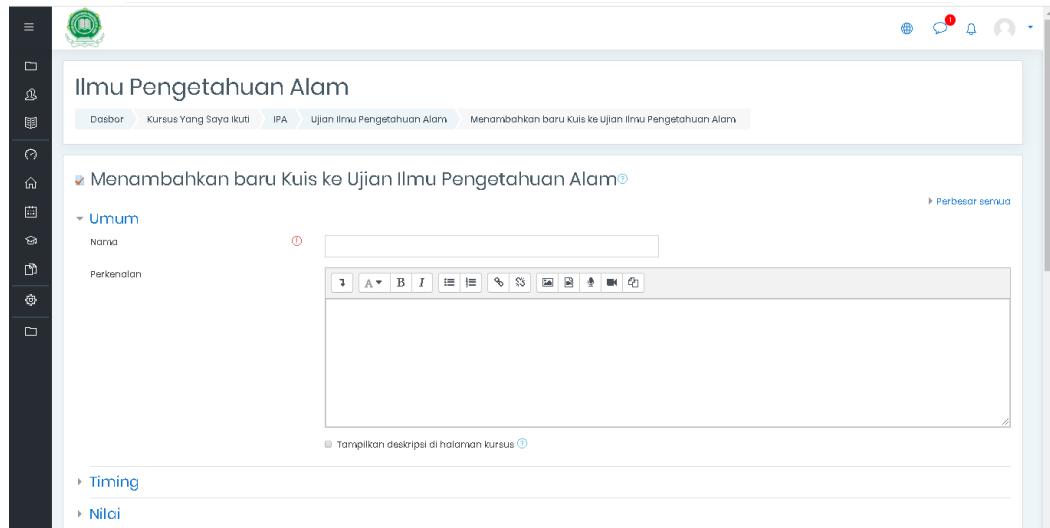 1
Ilmu Pengetahuan Alam
Dasbor Kursus Yang Saya Ikuti IPA Ujian Ilmu Pengetahuan Alam Menambahkan baru Kuis ke Ujian Ilmu Pengetahuan Alam
Menambahkan baru Kuis ke Ujian Ilmu Pengetahuan Alam
Perbesar semua
Umum
Nama
Perkenalan
A B I
Tampilkan deskripsi di halaman kursus
Timing
Nilai